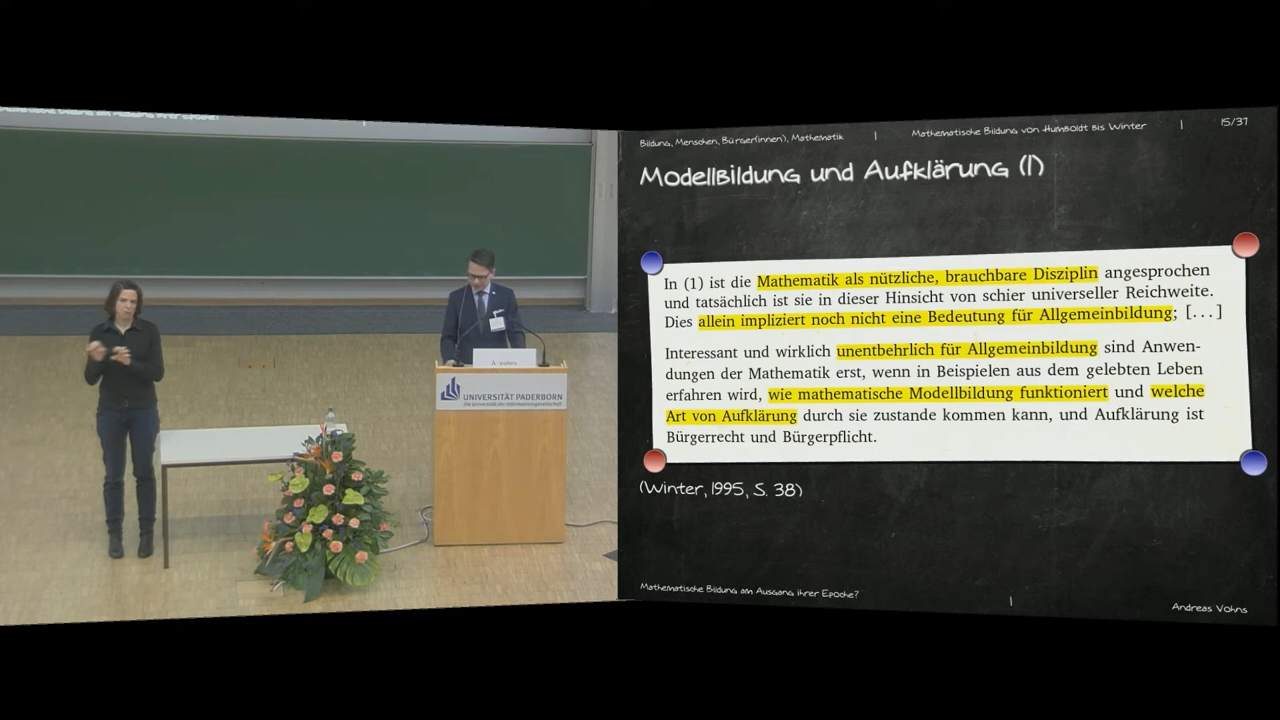 UNIVERSITÄT PADERBORN
Die Universität der Informationsgesellschaft
Bildung, Menschen, Bürger(innen), Mathematik | Mathematische Bildung von Humboldt bis Winter | 15/37
Modellbildung und Aufklärung (1)
In (1) ist die Mathematik als nützliche, brauchbare Disziplin angesprochen
und tatsächlich ist sie in dieser Hinsicht von schier universeller Reichweite.
Dies allein impliziert noch nicht eine Bedeutung für Allgemeinbildung; [...]
Interessant und wirklich unentbehrlich für Allgemeinbildung sind Anwen-
dungen der Mathematik erst, wenn in Beispielen aus dem gelebten Leben
erfahren wird, wie mathematische Modellbildung funktioniert und welche
Art von Aufklärung durch sie zustande kommen kann, und Aufklärung ist
Bürgerrecht und Bürgerpflicht.
(Winter, 1995, S. 38)
Mathematische Bildung am Ausgang ihrer Epoche? | Andreas Vohns